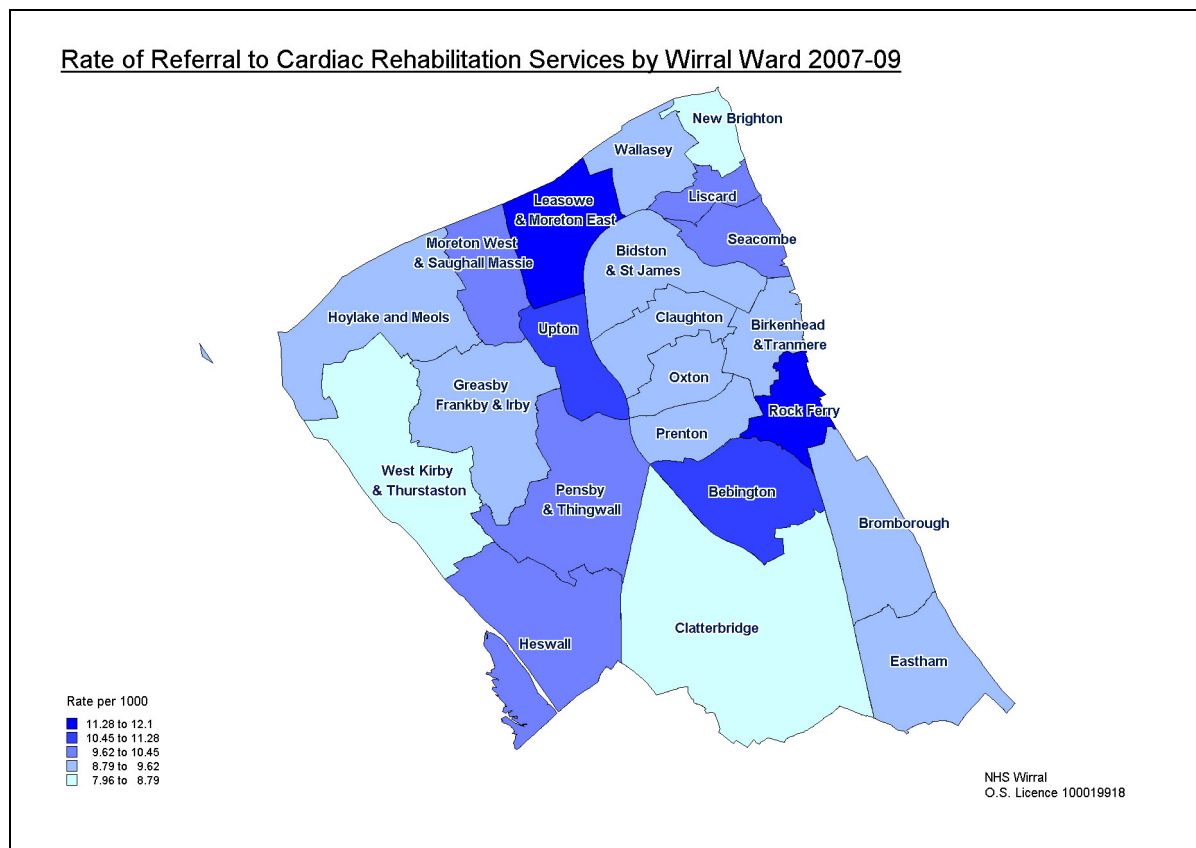 Rate of Referral to Cardiac Rehabilitation Services by Wirral Ward 2007-09
New Brighton
Wallasey
Liscard
Leasowe
& Moreton East
Seacombe
Moreton West
& Saughall Massie
Bidston
& St James
Hoylake and Meols
Upton
Claughton
Birkenhead
&Tranmere
Oxton
Greasby
Frankby & Irby
Rock Ferry
Prenton
West Kirby
& Thurstaston
Pensby
& Thingwall
Bebington
Bromborough
Clatterbridge
Heswall
Eastham
Rate per 1000
11.28 to 12.1
10.45 to 11.28
9.62 to 10.45
8.79 to 9.62
7.96 to 8.79
NHS Wirral
O.S. Licence 100019918